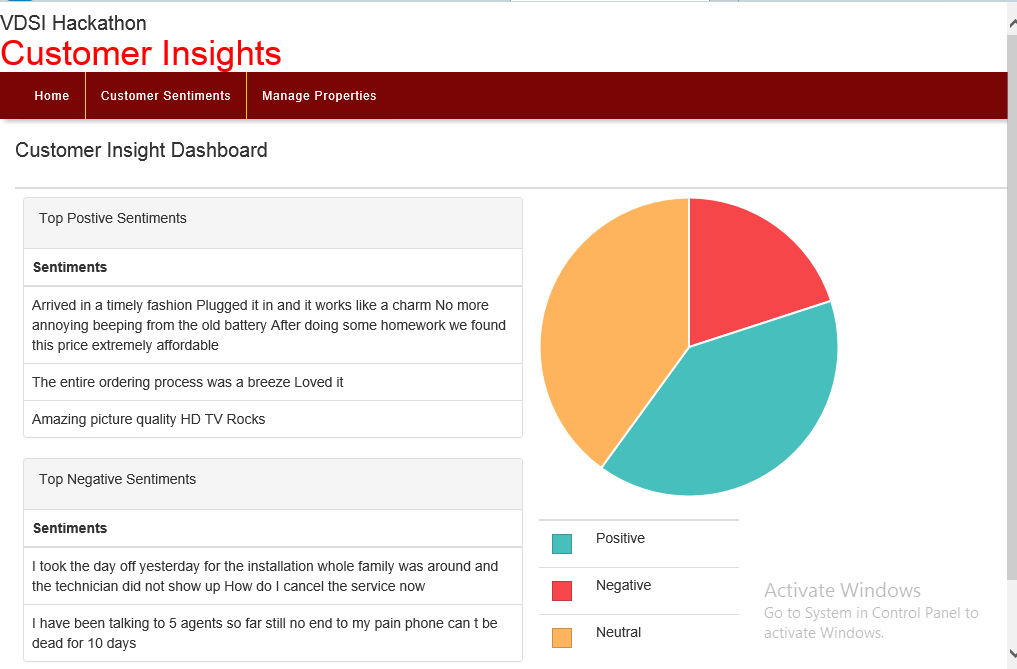 VDSI Hackathon
Customer Insights
Home Customer Sentiments Manage Properties
Customer Insight Dashboard
Top Postive Sentiments
Sentiments
Arrived in a timely fashion Plugged it in and it works like a charm No more
annoying beeping from the old battery After doing some homework we found
this price extremely affordable
The entire ordering process was a breeze Loved it
Amazing picture quality HD TV Rocks
Top Negative Sentiments
Sentiments
I took the day off yesterday for the installation whole family was around and
the technician did not show up How do I cancel the service now
I have been talking to 5 agents so far still no end to my pain phone can t be
dead for 10 days
Positive
Negative
Neutral
Activate Windows
Go to System in Control Panel to
activate Windows.